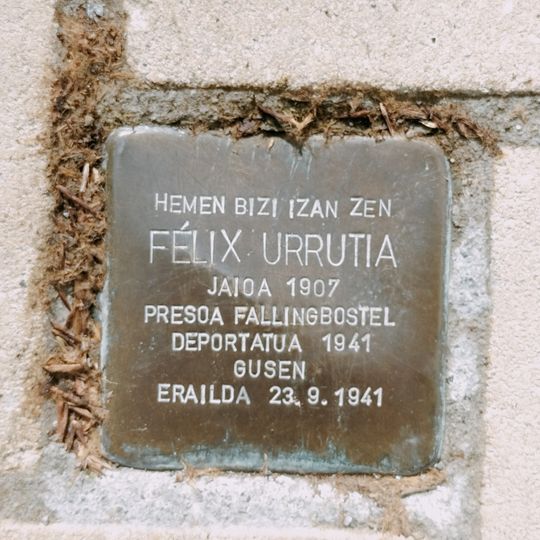 HEMEN BIZI IZAN ZEN
FÉLIX URRUTIA
JAIOA 1907
PRESOA FALLINGBOSTEL
DEPORTATUA 1941
GUSEN
ERAILDA 23.9.1941